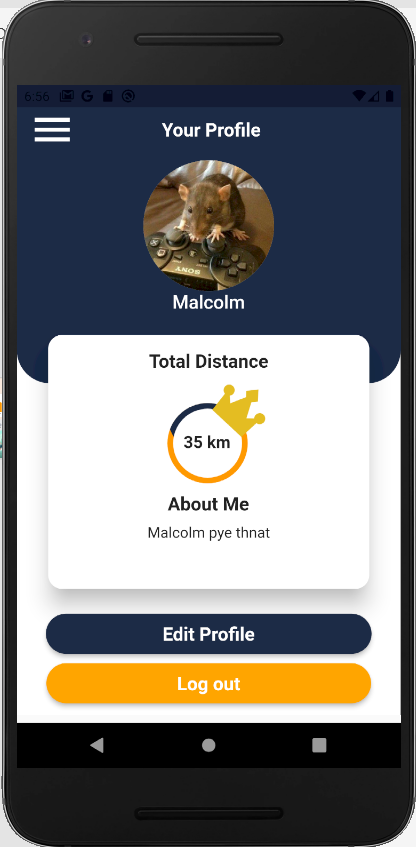 6:56
Your Profile
SONY
Malcolm
Total Distance
35 km
About Me
Malcolm pye thnat
Edit Profile
Log out